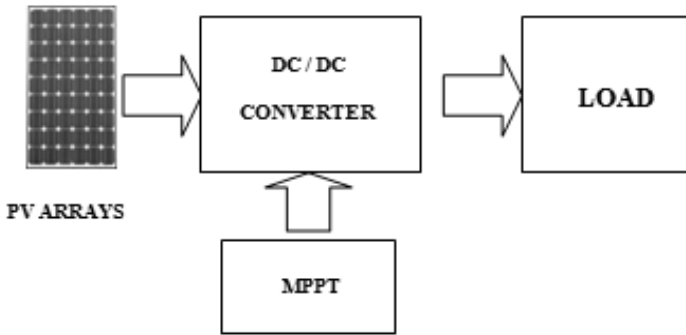 DC / DC
CONVERTER
LOAD
PV ARRAYS
MPPT